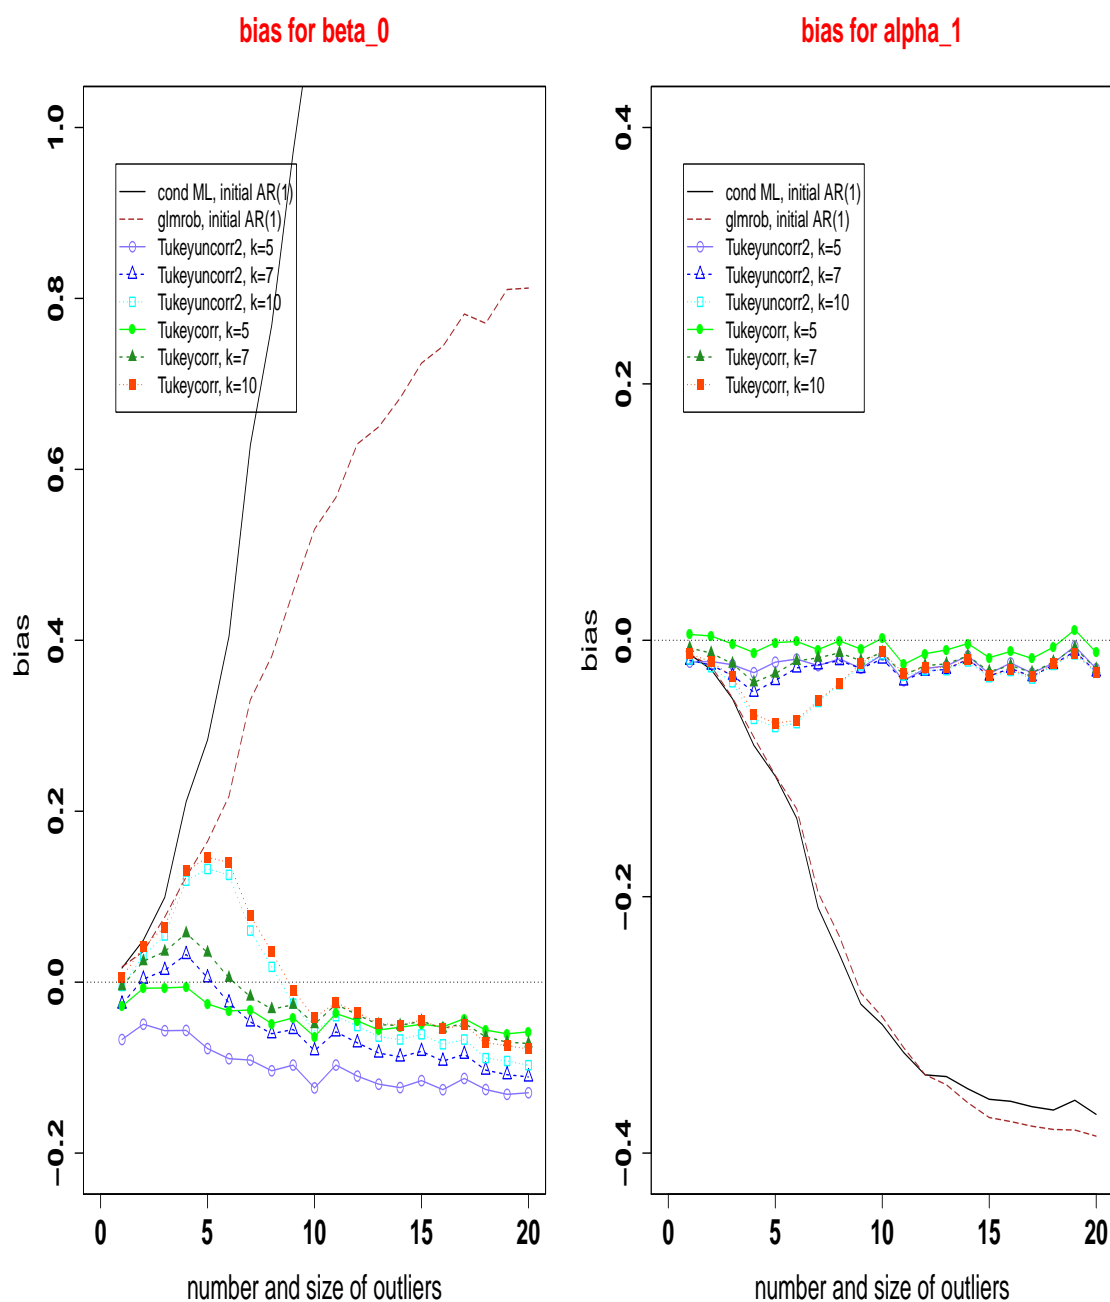 bias for beta_0
1.0
0.8
0.6
0.4
0.2
0.0
−0.2
bias
cond ML, initial AR(1)
glmrob, initial AR(1)
Tukeyuncorr2, k=5
Tukeyuncorr2, k=7
Tukeyuncorr2, k=10
Tukeycorr, k=5
Tukeycorr, k=7
Tukeycorr, k=10
0 5 10 15 20
number and size of outliers
bias for alpha_1
0.4
0.2
0.0
−0.2
−0.4
bias
cond ML, initial AR(1)
glmrob, initial AR(1)
Tukeyuncorr2, k=5
Tukeyuncorr2, k=7
Tukeyuncorr2, k=10
Tukeycorr, k=5
Tukeycorr, k=7
Tukeycorr, k=10
0 5 10 15 20
number and size of outliers